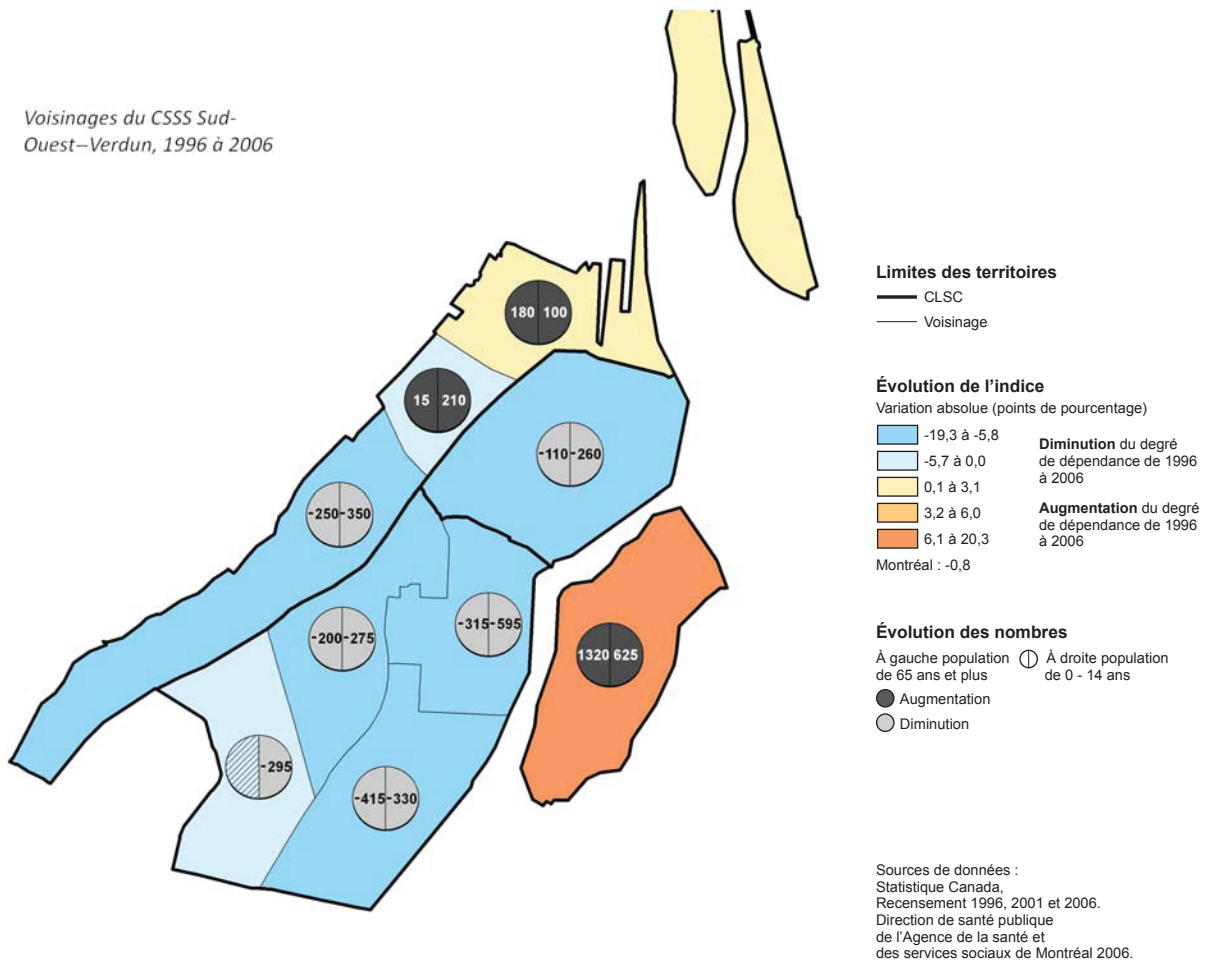 Voisinages du CSSS Sud-
Ouest–Verdun, 1996 à 2006
180 100
15 210
-110 -260
-250 -350
-200 -275
-315 -595
1320 625
-295
-415 -330
Limites des territoires
CLSC
Voisinage
Évolution de l'indice
Variation absolue (points de pourcentage)
-19,3 à -5,8
-5,7 à 0,0
0,1 à 3,1
3,2 à 6,0
6,1 à 20,3
Diminution du degré
de dépendance de 1996
à 2006
Augmentation du degré
de dépendance de 1996
à 2006
Montréal : -0,8
Évolution des nombres
À gauche population
de 65 ans et plus
À droite population
de 0 - 14 ans
Augmentation
Diminution
Sources de données :
Statistique Canada,
Recensement 1996, 2001 et 2006.
Direction de santé publique
de l'Agence de la santé et
des services sociaux de Montréal 2006.